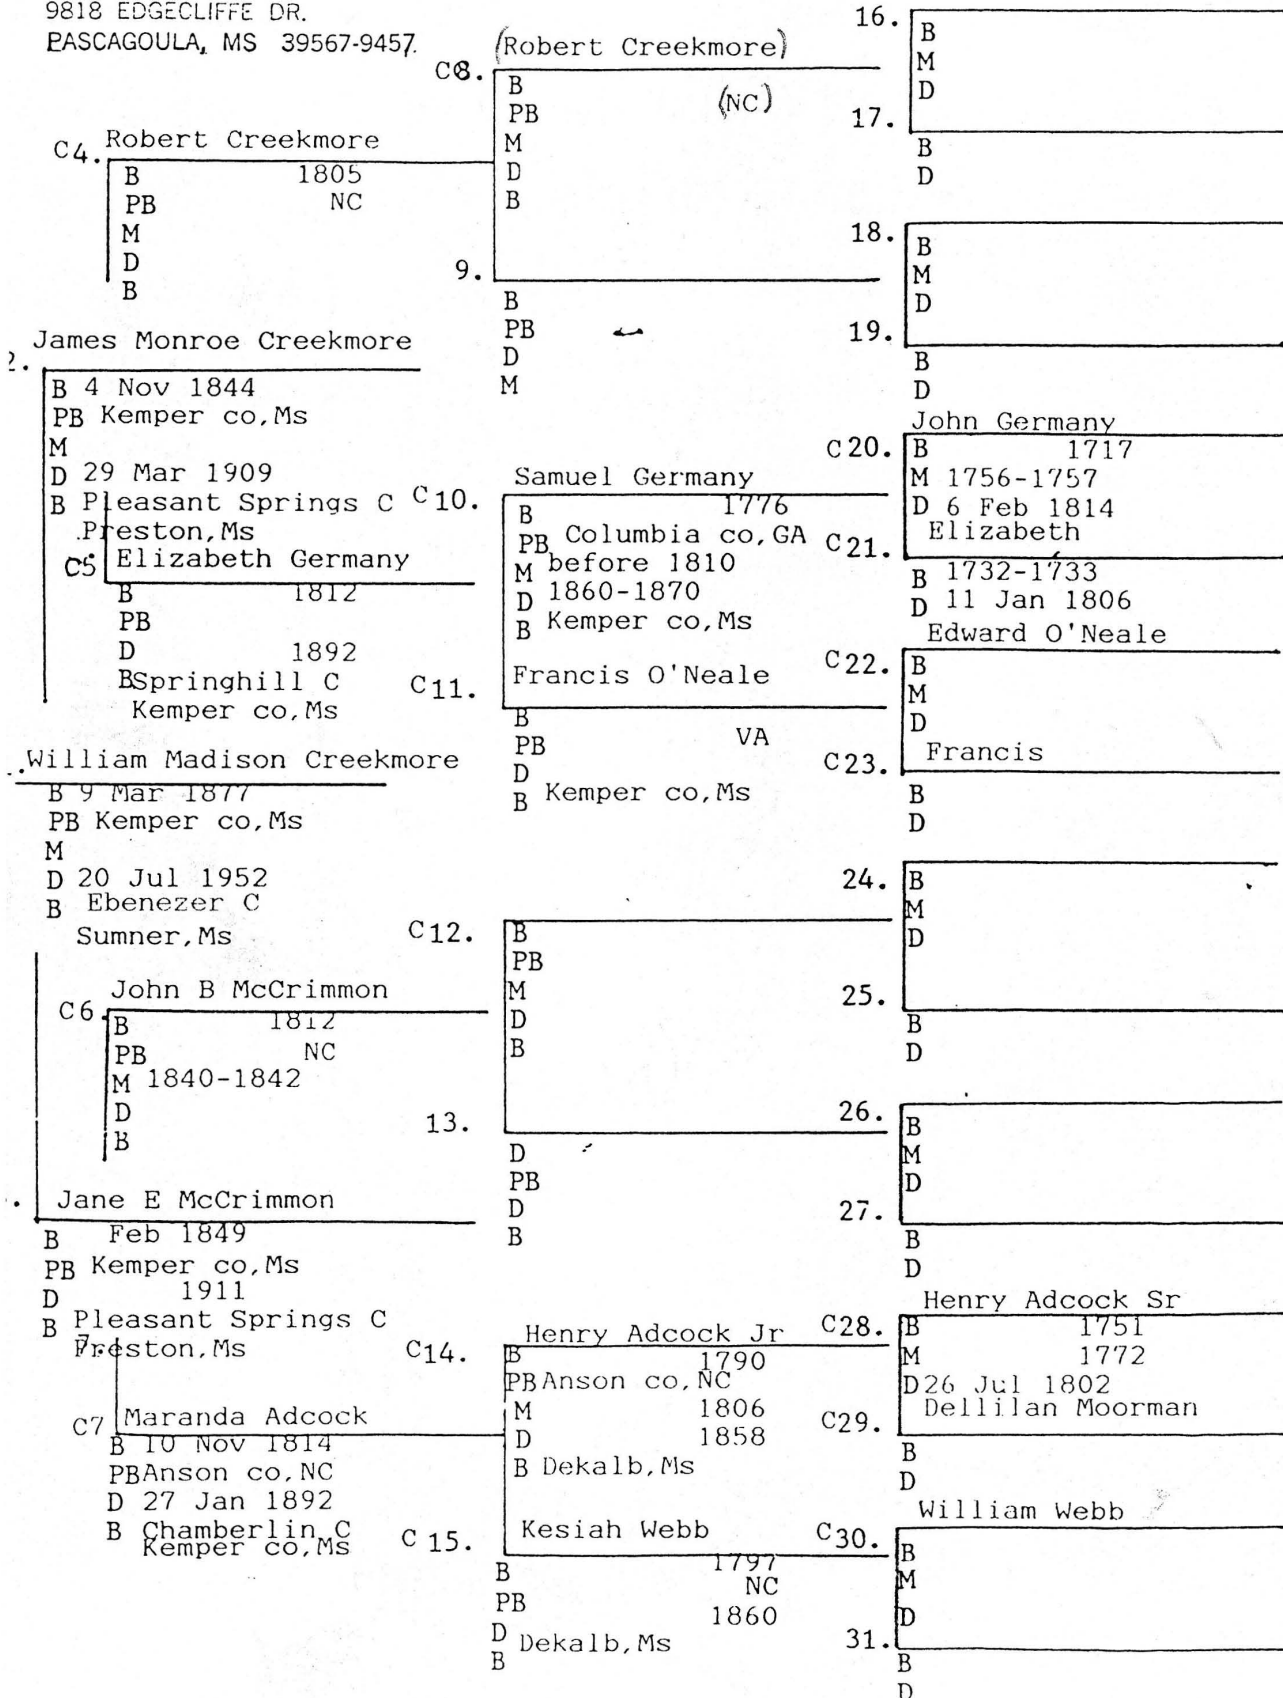 9818 EDGECLIFFE DR.
PASCAGOULA, MS 39567-9457
C4.
Robert Creekmore
B 1805
PB NC
M
D
B
James Monroe Creekmore
2.
B 4 Nov 1844
PB Kemper co,Ms
M
D 29 Mar 1909
B Pleasant Springs C
Preston,Ms
C5
Elizabeth Germany
B 1812
PB
D 1892
BSpringhill C
Kemper co,Ms
William Madison Creekmore
B 9 Mar 1877
PB Kemper co,Ms
M
D 20 Jul 1952
B Ebenezer C
Sumner,Ms
John B McCrimmon
C6.
B 1812
PB NC
M 1840-1842
D
B
Jane E McCrimmon
B Feb 1849
PB Kemper co,Ms
D 1911
B Pleasant Springs C
7.
Preston,Ms
C7
Maranda Adcock
B 10 Nov 1814
PBAnson co,NC
D 27 Jan 1892
B Chamberlin C
Kemper co,Ms
(Robert Creekmore)
C8.
B
PB (NC)
M
D
B
9.
B
PB
D
M
Samuel Germany
C10.
B 1776
PB Columbia co,GA
M before 1810
D 1860-1870
B Kemper co,Ms
C11.
Francis O'Neale
B
PB VA
D
B Kemper co,Ms
C12.
B
PB
M
D
B
13.
D
PB
D
B
Henry Adcock Jr
C14.
B 1790
PBAnson co,NC
M 1806
D 1858
B Dekalb,Ms
C 15.
Kesiah Webb
B 1797
PB NC
D 1860
B Dekalb,Ms
16.
B
M
D
17.
B
D
18.
B
M
D
19.
B
D
John Germany
C20.
B 1717
M 1756-1757
D 6 Feb 1814
C21.
Elizabeth
B 1732-1733
D 11 Jan 1806
Edward O'Neale
C22.
B
M
D
C23.
Francis
B
D
24.
B
M
D
25.
B
D
26.
B
M
D
27.
B
D
Henry Adcock Sr
C28.
B 1751
M 1772
D26 Jul 1802
C29.
Dellilan Moorman
B
D
William Webb
C30.
B
M
D
31.
B
D